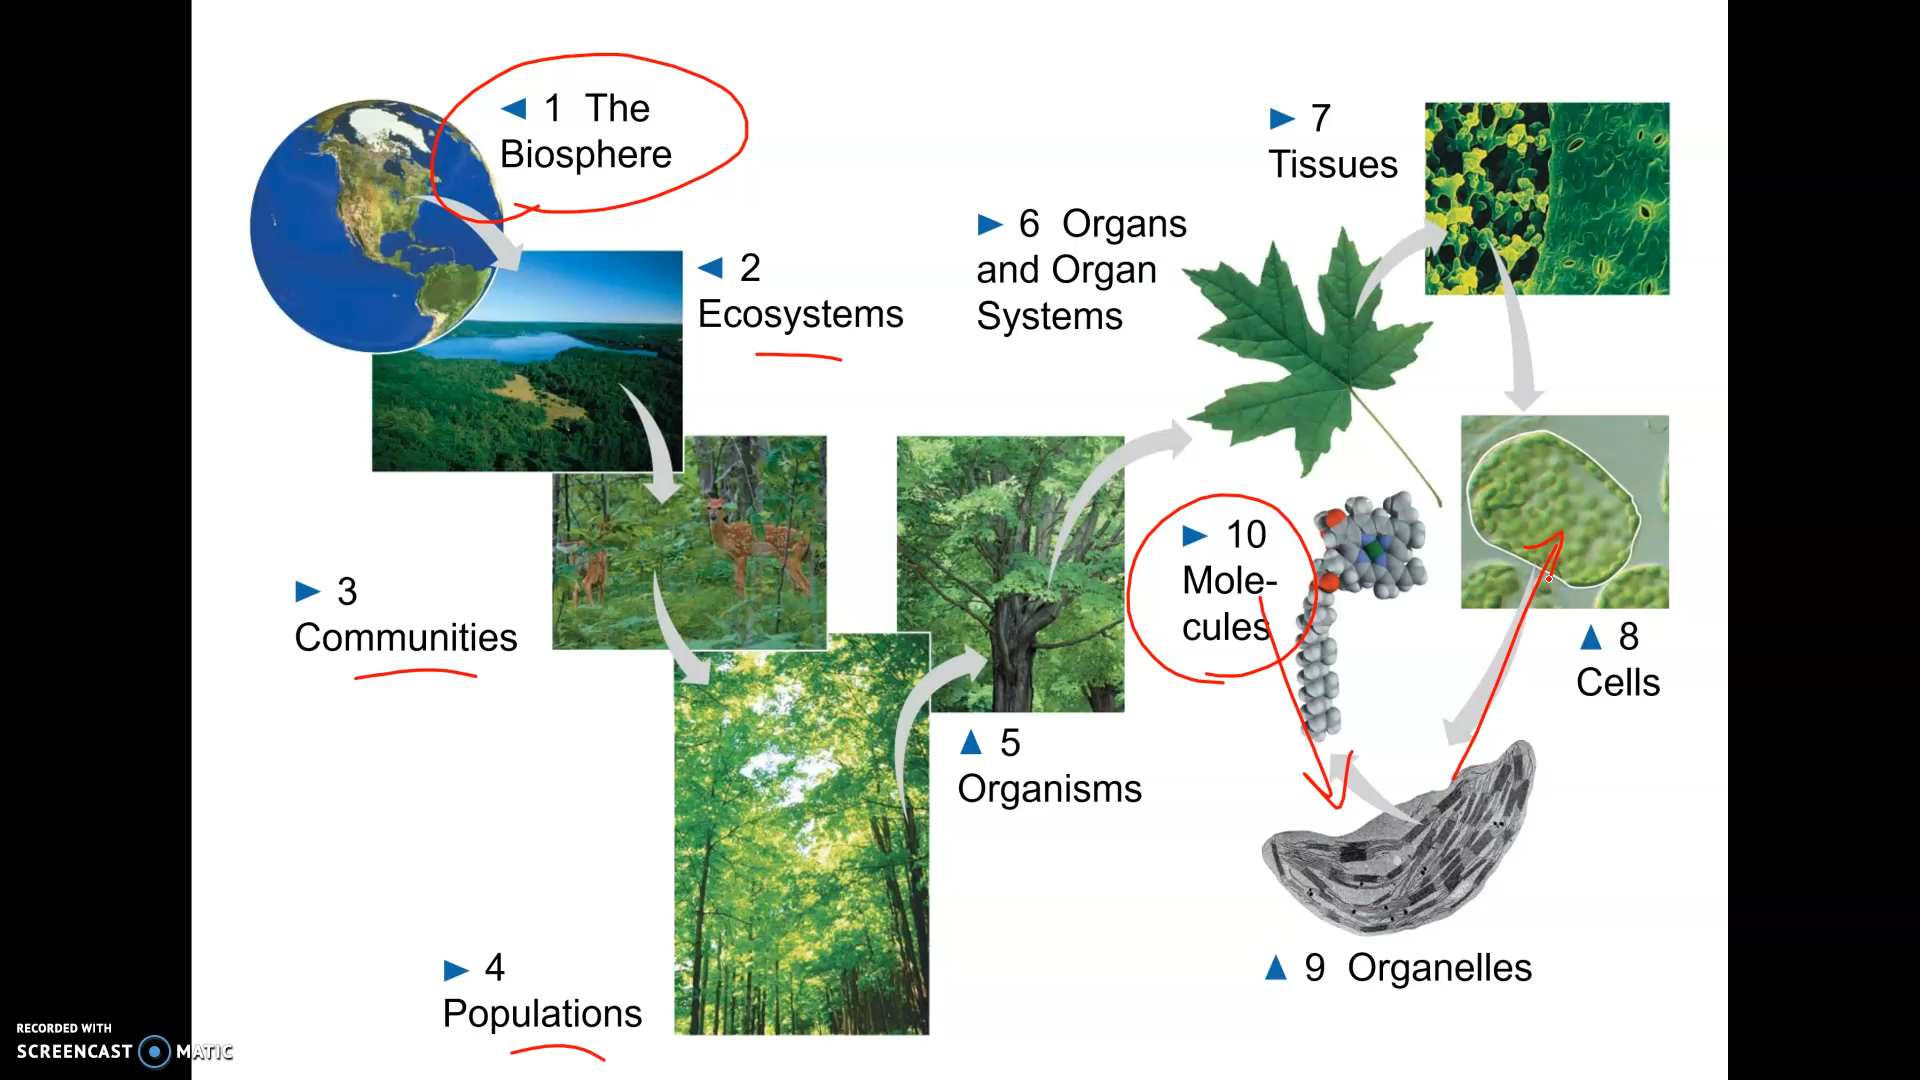 1 The
Biosphere
2
Ecosystems
3
Communities
4
Populations
5
Organisms
6 Organs
and Organ
Systems
7
Tissues
8
Cells
9 Organelles
10
Mole-
cules
RECORDED WITH
SCREENCAST MATIC